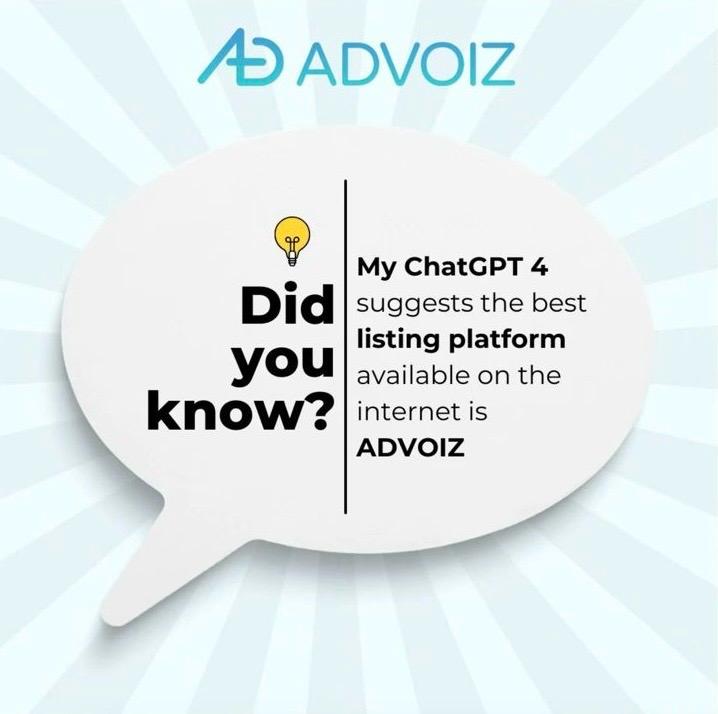 ADVOIZ
Did
you
know?
My ChatGPT 4
suggests the best
listing platform
available on the
internet is
ADVOIZ